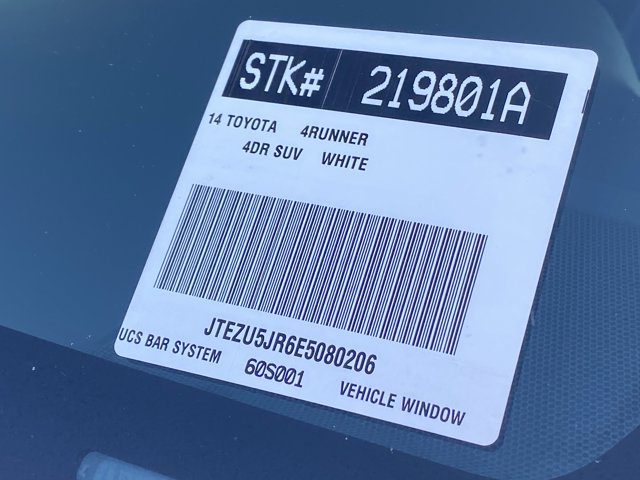 STK# 219801A
14 TOYOTA 4RUNNER
4DR SUV WHITE
JTEZU5JR6E5080206
UCS BAR SYSTEM 60S001 VEHICLE WINDOW